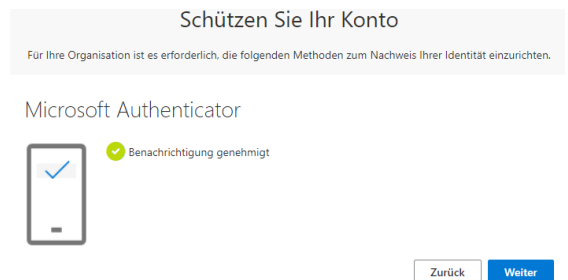 Schützen Sie Ihr Konto
Für Ihre Organisation ist es erforderlich, die folgenden Methoden zum Nachweis Ihrer Identität einzurichten.
Microsoft Authenticator
Benachrichtigung genehmigt
Zurück Weiter